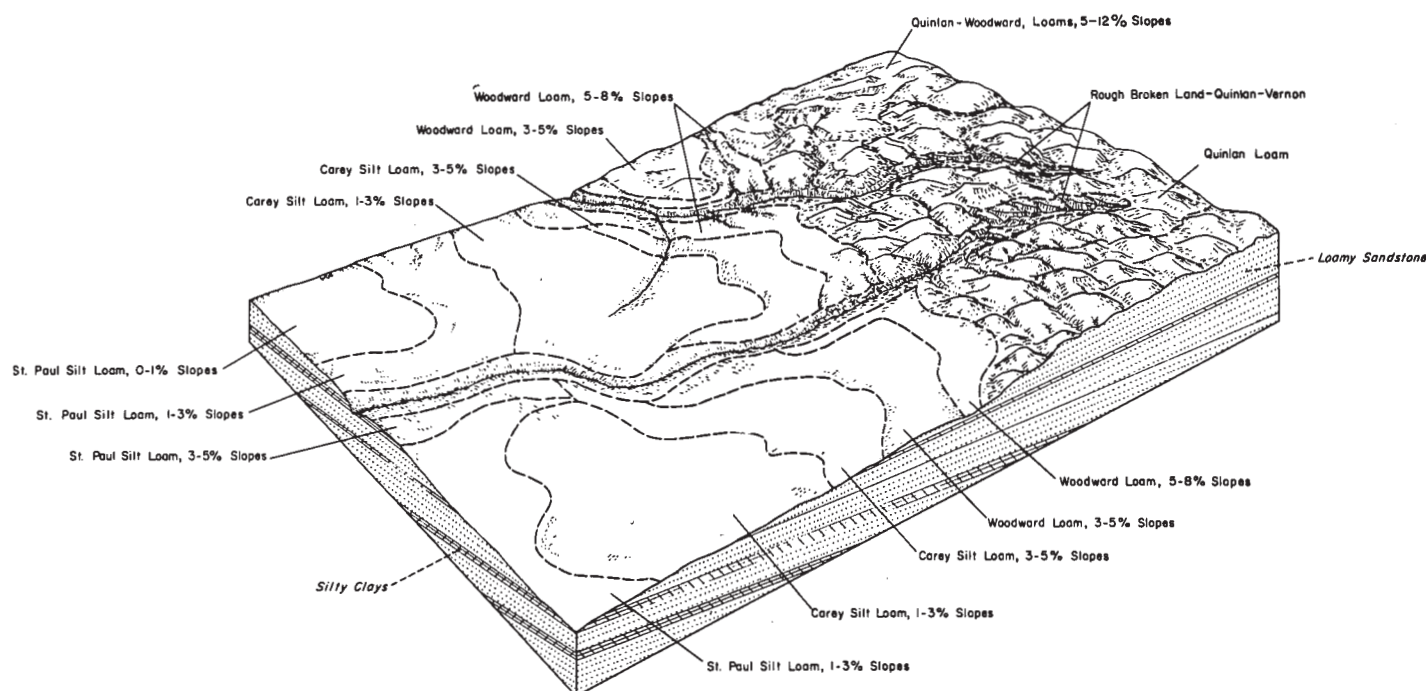 Quinlan-Woodward, Loams, 5-12% Slopes
Woodward Loam, 5-8% Slopes
Rough Broken Land-Quinlan-Vernon
Woodward Loam, 3-5% Slopes
Quinlan Loam
Carey Silt Loam, 3-5% Slopes
Carey Silt Loam, 1-3% Slopes
Loamy Sandstone
St. Paul Silt Loam, 0-1% Slopes
St. Paul Silt Loam, 1-3% Slopes
St. Paul Silt Loam, 3-5% Slopes
Woodward Loam, 5-8% Slopes
Woodward Loam, 3-5% Slopes
Carey Silt Loam, 3-5% Slopes
Silty Clays
Carey Silt Loam, 1-3% Slopes
St. Paul Silt Loam, 1-3% Slopes